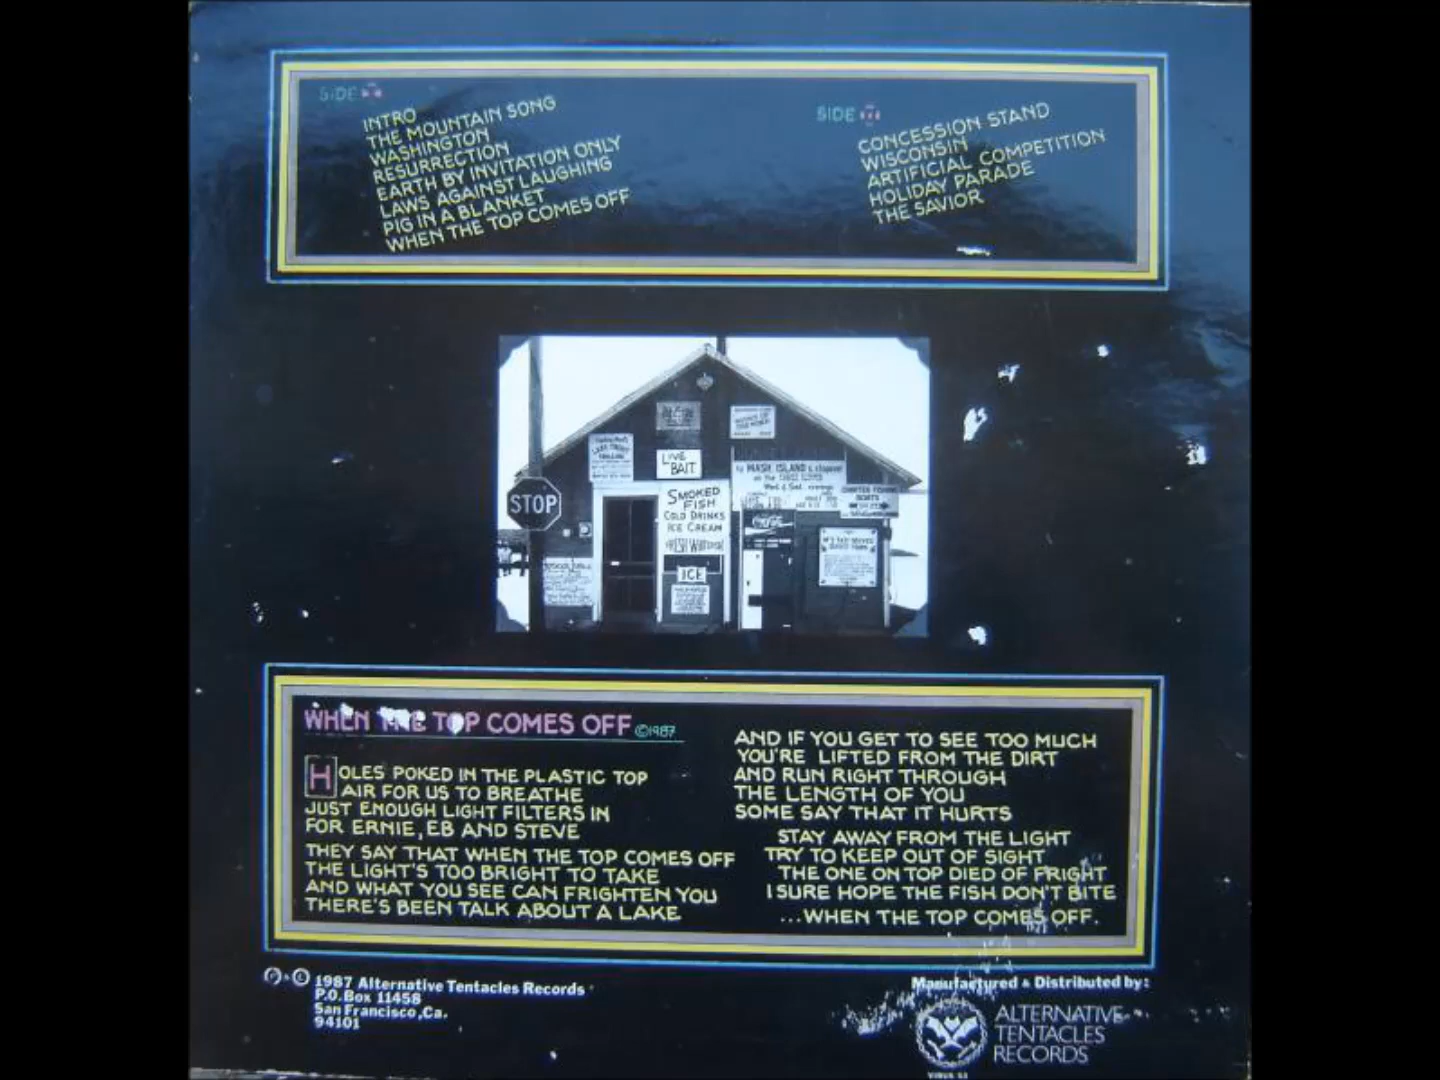 SIDE
INTRO
THE MOUNTAIN SONG
WASHINGTON
RESURRECTION
EARTH BY INVITATION ONLY
LAWS AGAINST LAUGHING
PIG IN A BLANKET
WHEN THE TOP COMES OFF
SIDE
CONCESSION STAND
WISCONSIN
ARTIFICIAL COMPETITION
HOLIDAY PARADE
THE SAVIOR
LIVE
BAIT
STOP
SMOKED
FISH
COLD DRINKS
ICE CREAM
FRESH
ICE
WASH ISLAND
CHARTER FISHING
BOATS
WHEN THE TOP COMES OFF ©1987
HOLES POKED IN THE PLASTIC TOP
AIR FOR US TO BREATHE
JUST ENOUGH LIGHT FILTERS IN
FOR ERNIE, EB AND STEVE
THEY SAY THAT WHEN THE TOP COMES OFF
THE LIGHT'S TOO BRIGHT TO TAKE
AND WHAT YOU SEE CAN FRIGHTEN YOU
THERE'S BEEN TALK ABOUT A LAKE
AND IF YOU GET TO SEE TOO MUCH
YOU'RE LIFTED FROM THE DIRT
AND RUN RIGHT THROUGH
THE LENGTH OF YOU
SOME SAY THAT IT HURTS
STAY AWAY FROM THE LIGHT
TRY TO KEEP OUT OF SIGHT
THE ONE ON TOP DIED OF FRIGHT
I SURE HOPE THE FISH DON'T BITE
...WHEN THE TOP COMES OFF.
℗ & © 1987 Alternative Tentacles Records
P.O. Box 11458
San Francisco, Ca.
94101
Manufactured & Distributed by:
ALTERNATIVE
TENTACLES
RECORDS
VIRUS 53